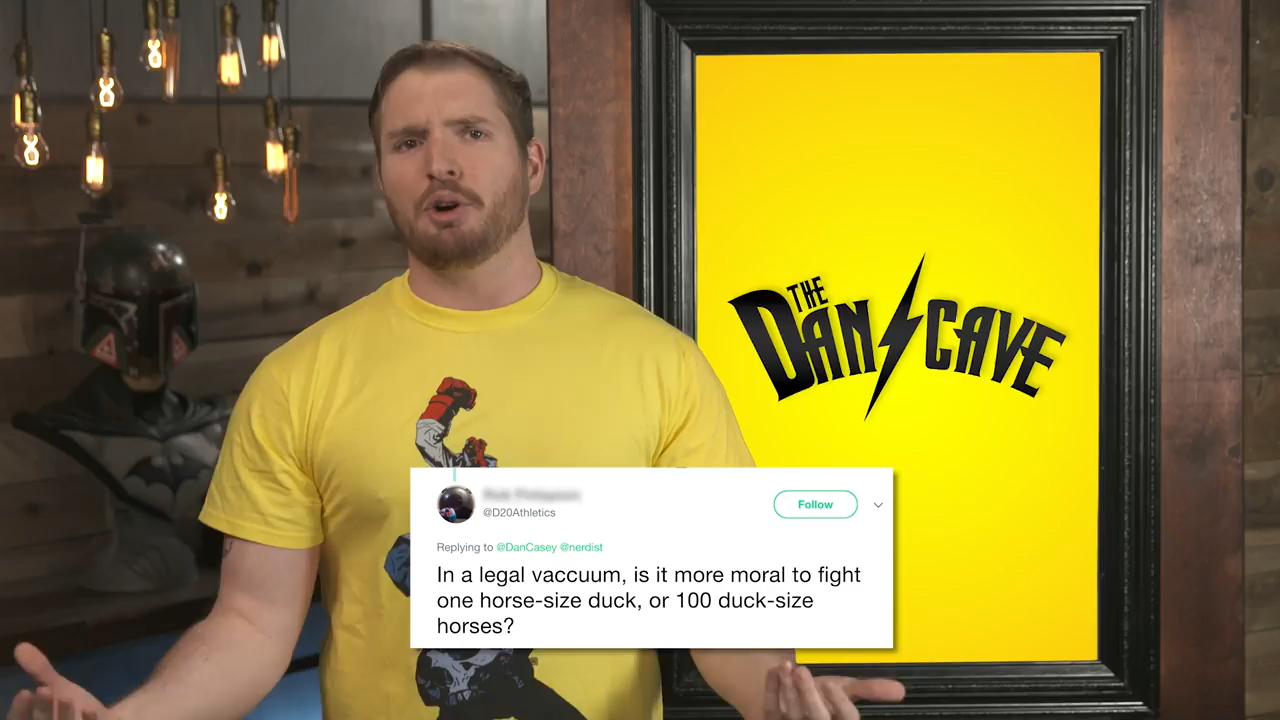 THE
DAN CAVE
@D20Athletics
Follow
Replying to @DanCasey @nerdist
In a legal vaccuum, is it more moral to fight
one horse-size duck, or 100 duck-size
horses?